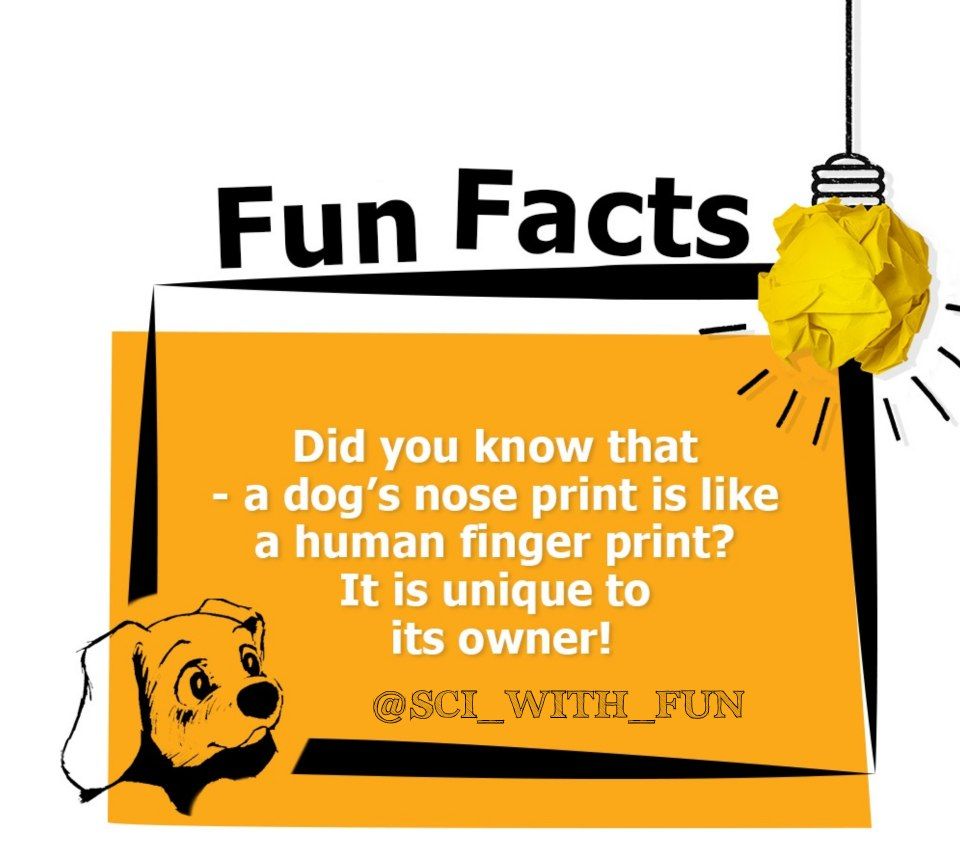 Fun Facts
Did you know that
- a dog’s nose print is like
a human finger print?
It is unique to
its owner!
@SCI_WITH_FUN